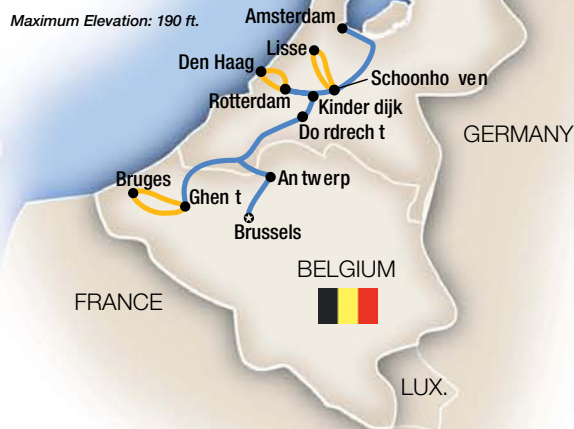 Maximum Elevation: 190 ft.
Amsterdam
Lisse
Den Haag
Schoonho ven
Rotterdam
Kinder dijk
Do rdrech t
GERMANY
Bruges
An tw erp
Ghen t
Brussels
BELGIUM
FRANCE
LUX.